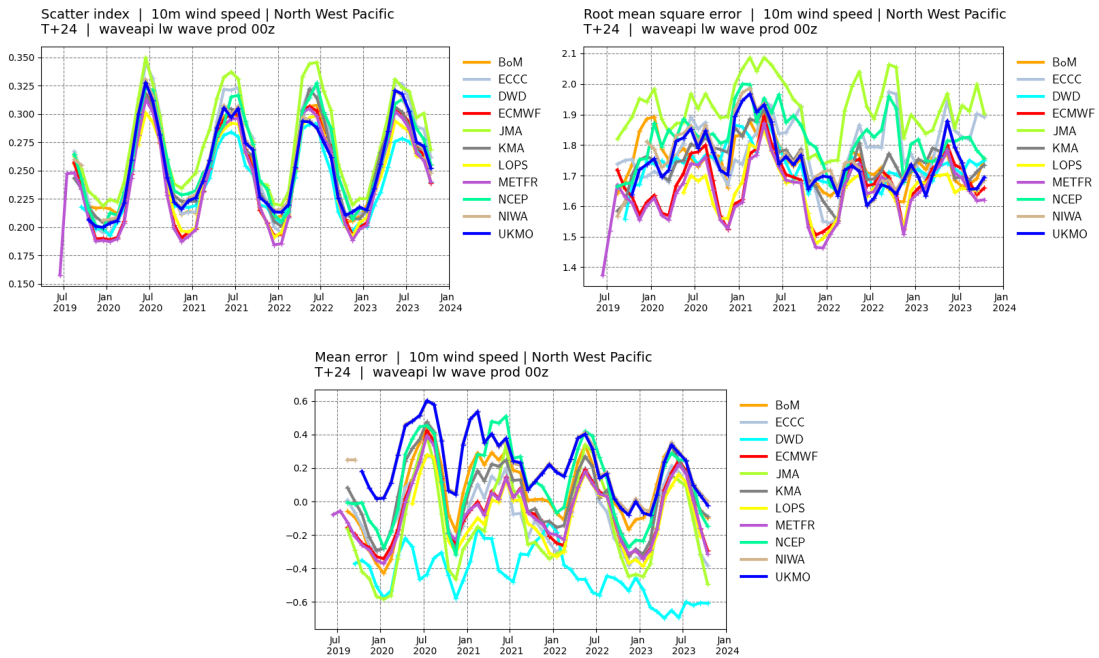 Scatter index | 10m wind speed | North West Pacific
T+24 | waveapi lw wave prod 00z
0.350
0.325
0.300
0.275
0.250
0.225
0.200
0.175
0.150
Jul 2019
Jan 2020
Jul 2020
Jan 2021
Jul 2021
Jan 2022
Jul 2022
Jan 2023
Jul 2023
Jan 2024
BoM
ECCC
DWD
ECMWF
JMA
KMA
LOPS
METFR
NCEP
NIWA
UKMO
Root mean square error | 10m wind speed | North West Pacific
T+24 | waveapi lw wave prod 00z
2.1
2.0
1.9
1.8
1.7
1.6
1.5
1.4
Jul 2019
Jan 2020
Jul 2020
Jan 2021
Jul 2021
Jan 2022
Jul 2022
Jan 2023
Jul 2023
Jan 2024
BoM
ECCC
DWD
ECMWF
JMA
KMA
LOPS
METFR
NCEP
NIWA
UKMO
Mean error | 10m wind speed | North West Pacific
T+24 | waveapi lw wave prod 00z
0.6
0.4
0.2
0.0
−0.2
−0.4
−0.6
Jul 2019
Jan 2020
Jul 2020
Jan 2021
Jul 2021
Jan 2022
Jul 2022
Jan 2023
Jul 2023
Jan 2024
BoM
ECCC
DWD
ECMWF
JMA
KMA
LOPS
METFR
NCEP
NIWA
UKMO